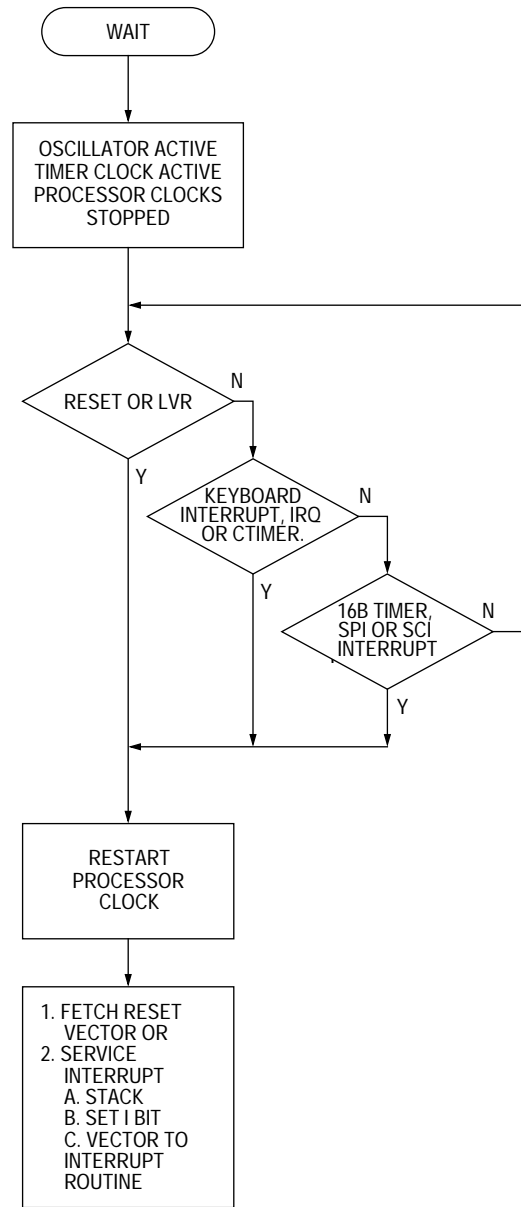 WAIT
OSCILLATOR ACTIVE
TIMER CLOCK ACTIVE
PROCESSOR CLOCKS
STOPPED
RESET OR LVR
N
Y
KEYBOARD
INTERRUPT, IRQ
OR CTIMER.
N
Y
16B TIMER,
SPI OR SCI
INTERRUPT
N
Y
RESTART
PROCESSOR
CLOCK
1. FETCH RESET
VECTOR OR
2. SERVICE
INTERRUPT
A. STACK
B. SET I BIT
C. VECTOR TO
INTERRUPT
ROUTINE